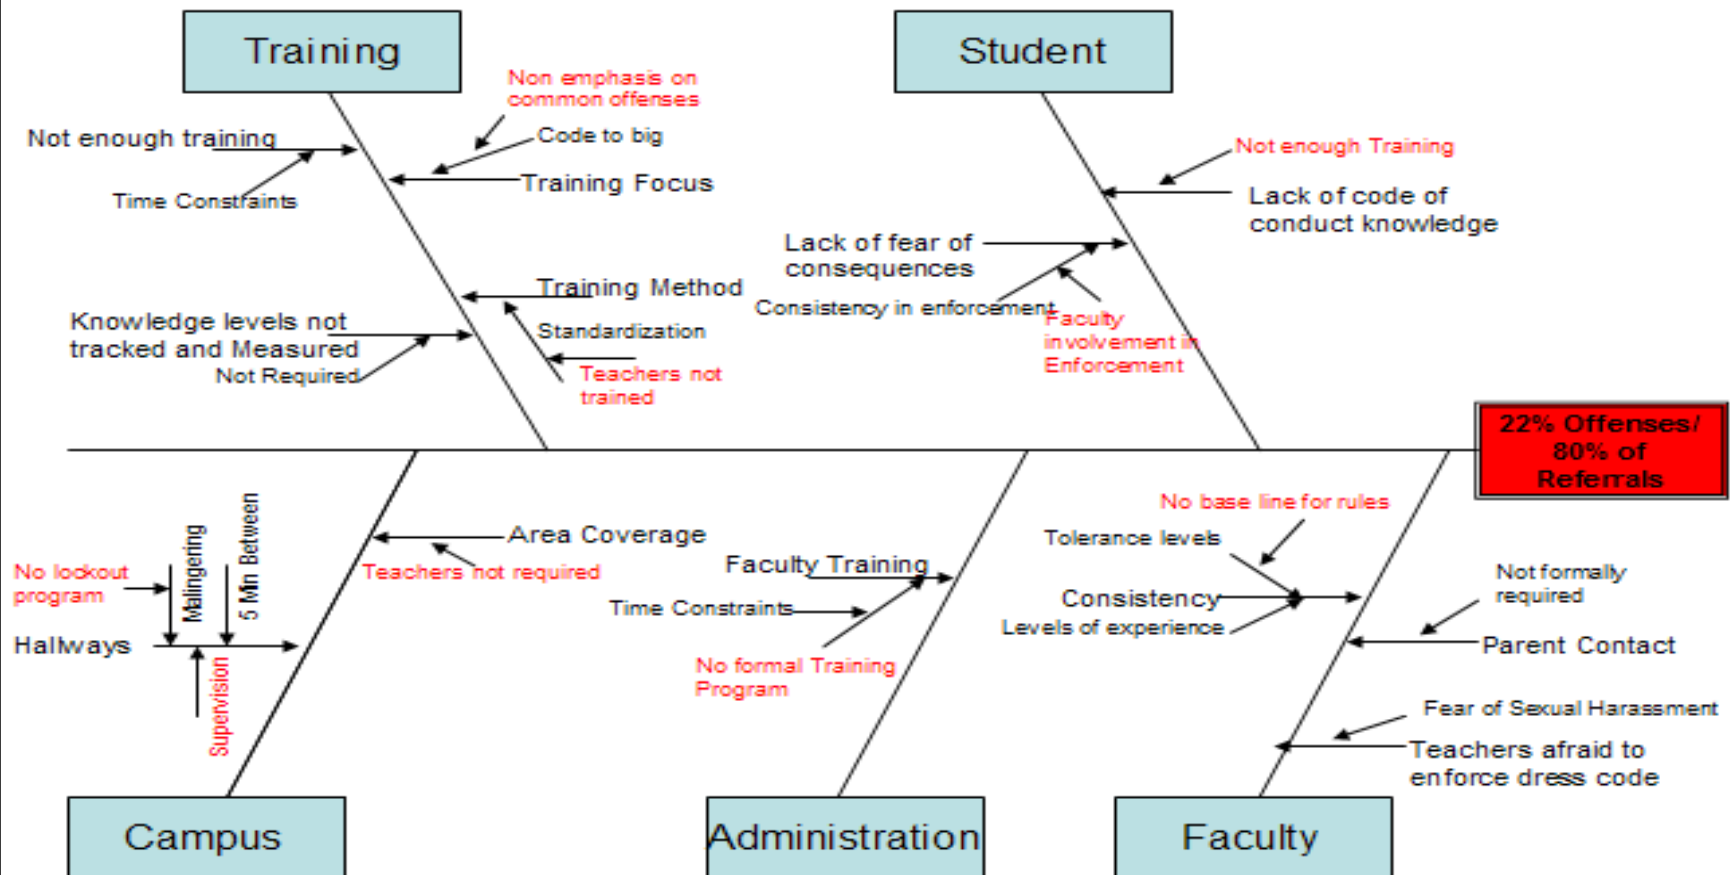 Training
Student
Non emphasis on
common offenses
Not enough training
Code to big
Time Constraints
Training Focus
Not enough Training
Lack of code of
conduct knowledge
Lack of fear of
consequences
Consistency in enforcement
Faculty
involvement in
Enforcement
Training Method
Knowledge levels not
tracked and Measured
Not Required
Standardization
Teachers not
trained
22% Offenses/
80% of
Referrals
No lockout
program
Malingering
5 Min Between
Hallways
Supervision
Area Coverage
Teachers not required
Faculty Training
Time Constraints
No formal Training
Program
No base line for rules
Tolerance levels
Consistency
Levels of experience
Not formally
required
Parent Contact
Fear of Sexual Harassment
Teachers afraid to
enforce dress code
Campus
Administration
Faculty